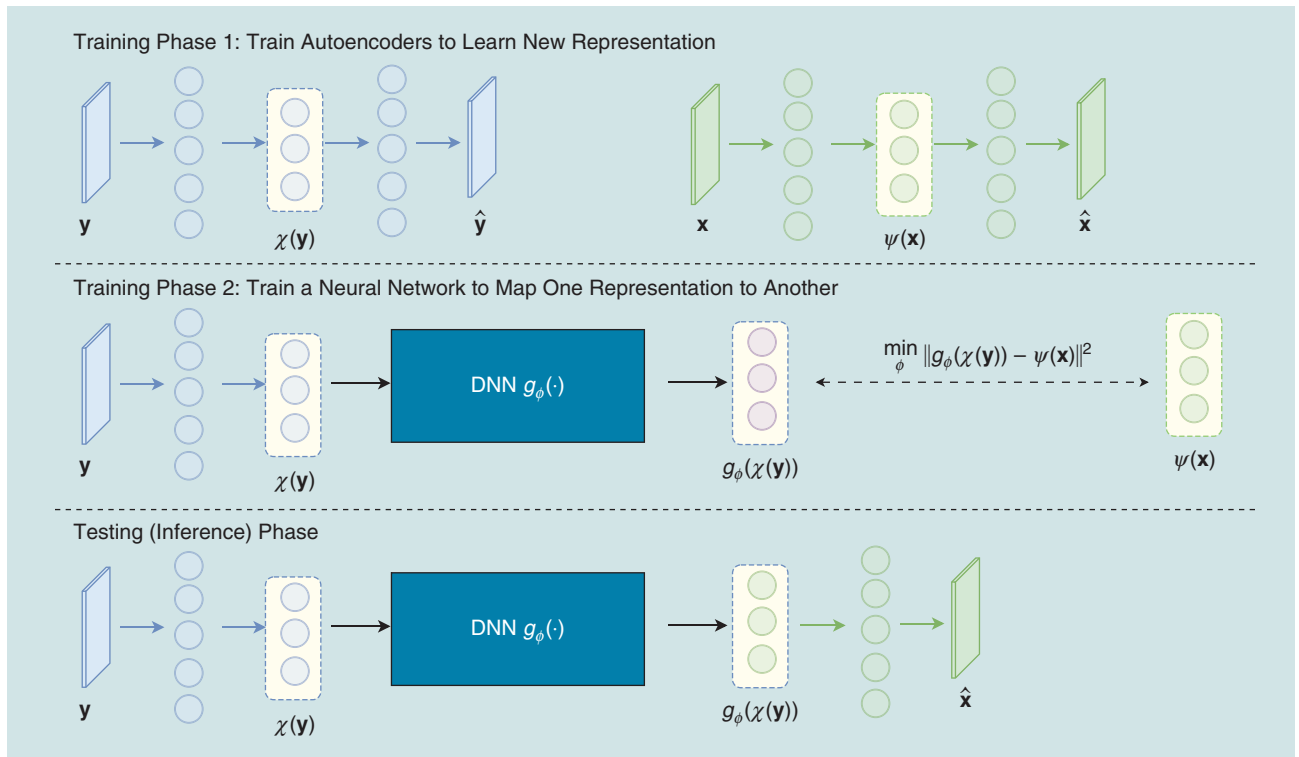 Training Phase 1: Train Autoencoders to Learn New Representation
y
χ(y)
ŷ
x
ψ(x)
x̂
Training Phase 2: Train a Neural Network to Map One Representation to Another
y
χ(y)
DNN gϕ(·)
gϕ(χ(y))
min ‖gϕ(χ(y)) – ψ(x)‖²
ϕ
ψ(x)
Testing (Inference) Phase
y
χ(y)
DNN gϕ(·)
gϕ(χ(y))
x̂